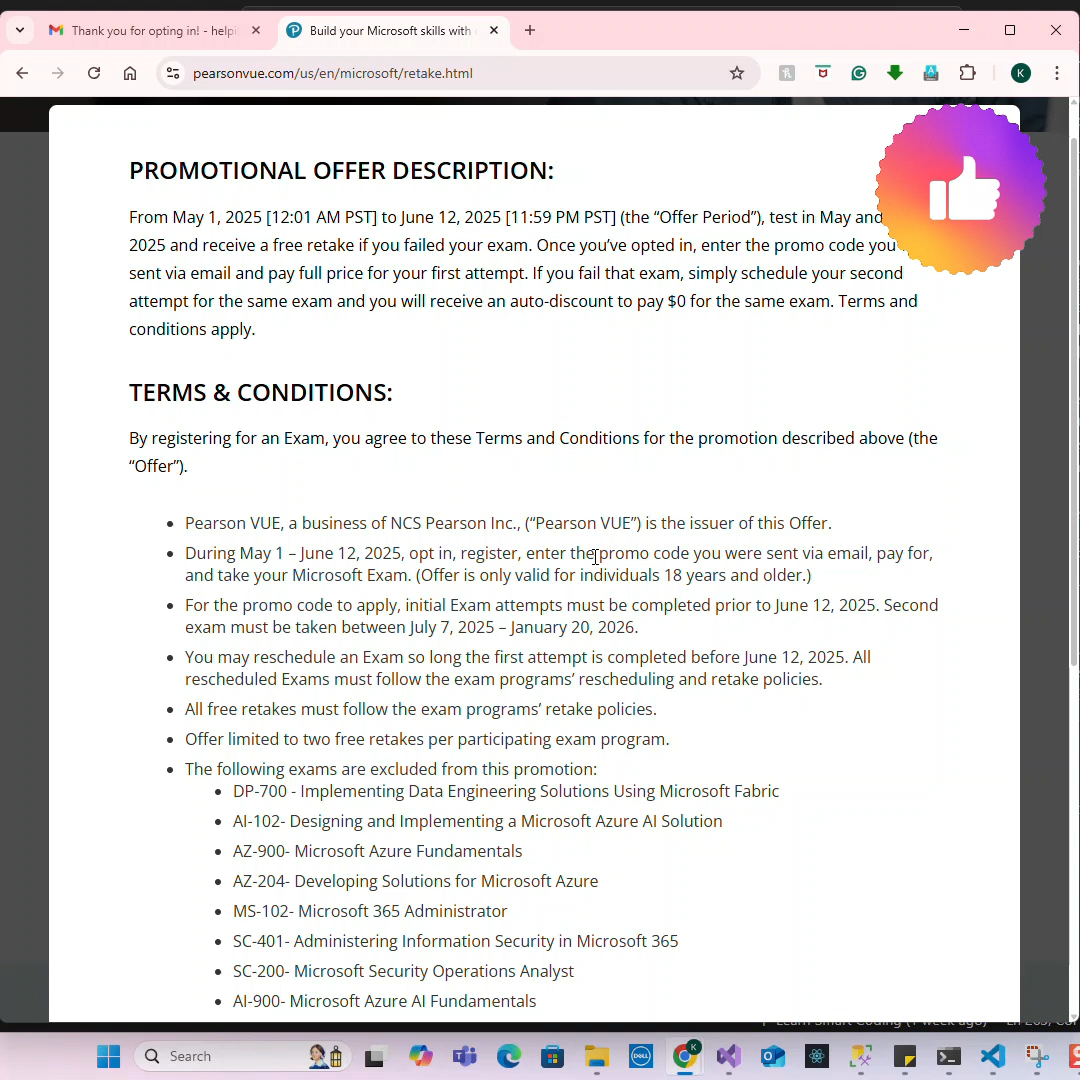 Thank you for opting in! - helpi
Build your Microsoft skills with
pearsonvue.com/us/en/microsoft/retake.html
K
PROMOTIONAL OFFER DESCRIPTION:
From May 1, 2025 [12:01 AM PST] to June 12, 2025 [11:59 PM PST] (the “Offer Period”), test in May and
2025 and receive a free retake if you failed your exam. Once you’ve opted in, enter the promo code you
sent via email and pay full price for your first attempt. If you fail that exam, simply schedule your second
attempt for the same exam and you will receive an auto-discount to pay $0 for the same exam. Terms and
conditions apply.
TERMS & CONDITIONS:
By registering for an Exam, you agree to these Terms and Conditions for the promotion described above (the
“Offer”).
• Pearson VUE, a business of NCS Pearson Inc., (“Pearson VUE”) is the issuer of this Offer.
• During May 1 – June 12, 2025, opt in, register, enter the promo code you were sent via email, pay for,
and take your Microsoft Exam. (Offer is only valid for individuals 18 years and older.)
• For the promo code to apply, initial Exam attempts must be completed prior to June 12, 2025. Second
exam must be taken between July 7, 2025 – January 20, 2026.
• You may reschedule an Exam so long the first attempt is completed before June 12, 2025. All
rescheduled Exams must follow the exam programs’ rescheduling and retake policies.
• All free retakes must follow the exam programs’ retake policies.
• Offer limited to two free retakes per participating exam program.
• The following exams are excluded from this promotion:
• DP-700 - Implementing Data Engineering Solutions Using Microsoft Fabric
• AI-102- Designing and Implementing a Microsoft Azure AI Solution
• AZ-900- Microsoft Azure Fundamentals
• AZ-204- Developing Solutions for Microsoft Azure
• MS-102- Microsoft 365 Administrator
• SC-401- Administering Information Security in Microsoft 365
• SC-200- Microsoft Security Operations Analyst
• AI-900- Microsoft Azure AI Fundamentals
Search
DELL
K